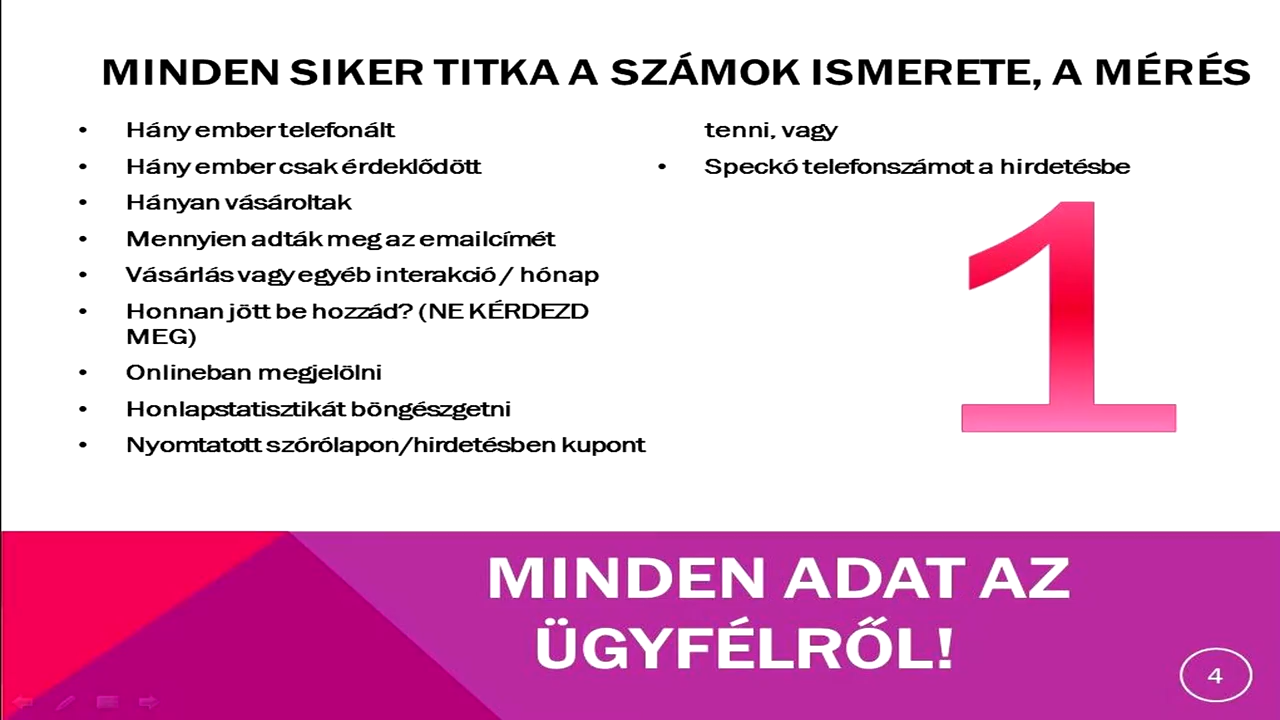 MINDEN SIKER TITKA A SZÁMOK ISMERETE, A MÉRÉS
• Hány ember telefonált
• Hány ember csak érdeklődött
• Hányan vásároltak
• Mennyien adták meg az emailcímét
• Vásárlás vagy egyéb interakció / hónap
• Honnan jött be hozzád? (NE KÉRDEZD
MEG)
• Onlineban megjelölni
• Honlapstatisztikát böngészgetni
• Nyomtatott szórólapon/hirdetésben kupont
tenni, vagy
• Speckó telefonszámot a hirdetésbe
1
MINDEN ADAT AZ
ÜGYFÉLRŐL!
4